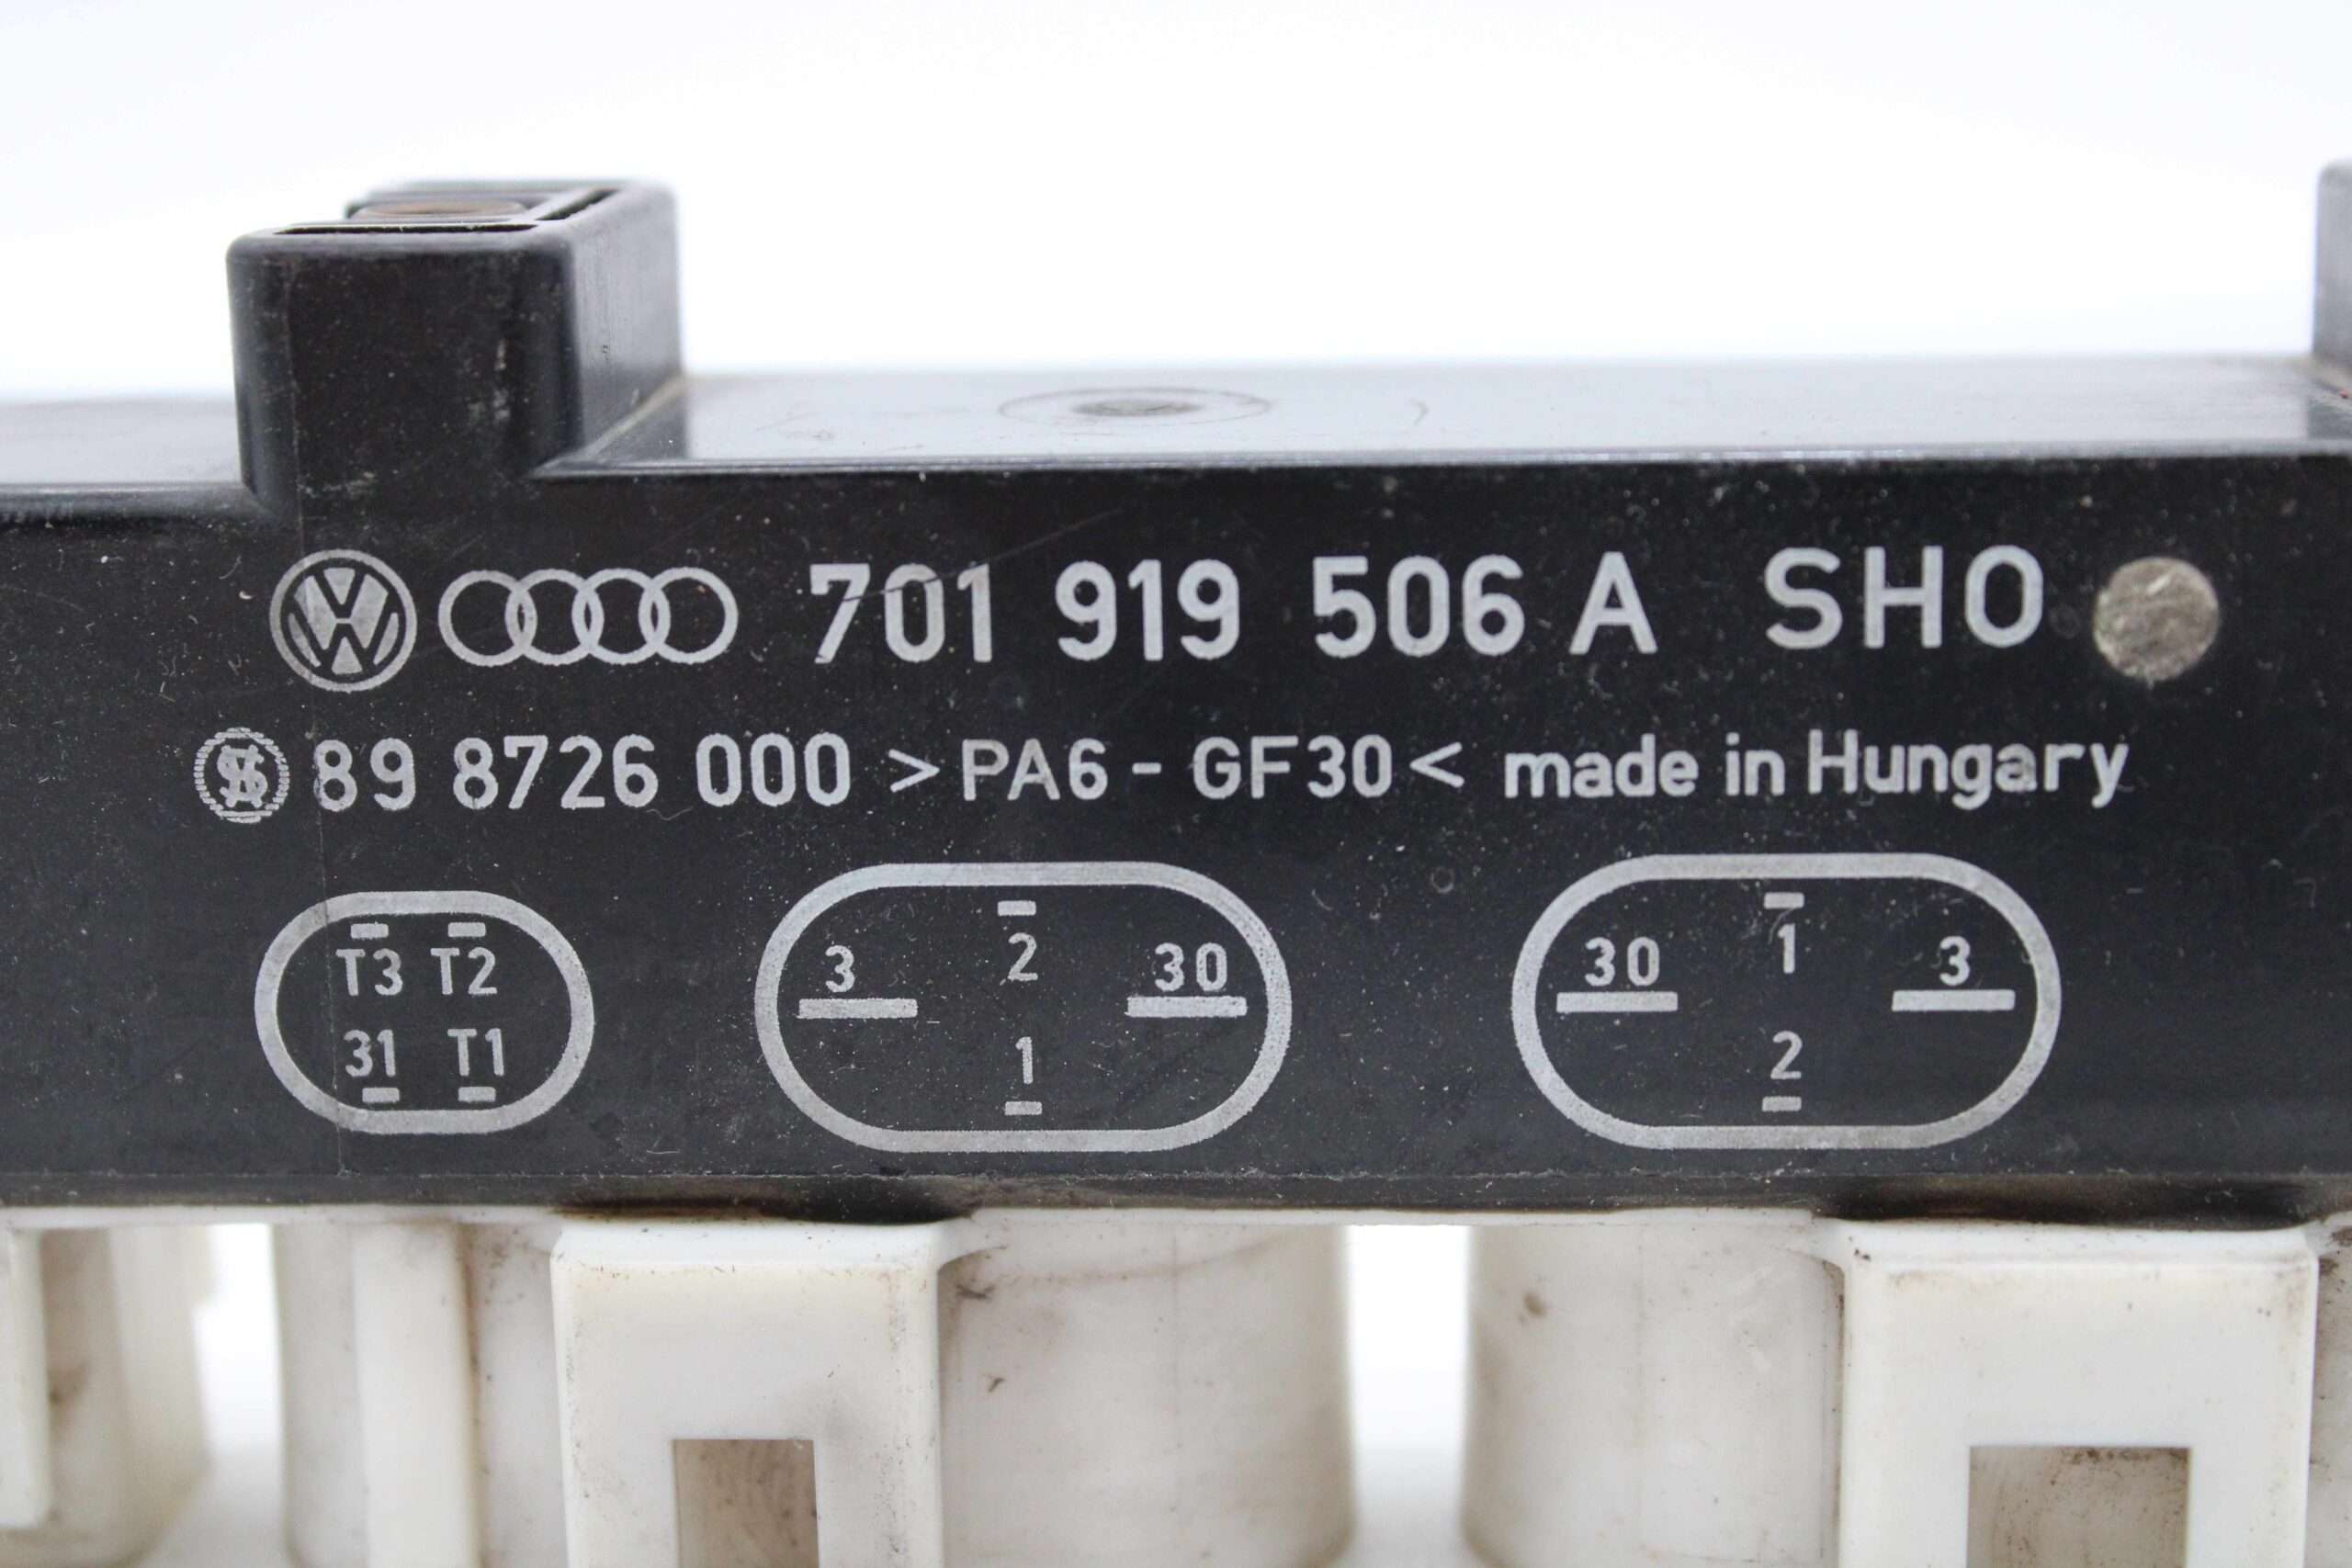 701 919 506 A SHO
89 8726 000 >PA6 - GF30< made in Hungary
T3 T2
31 T1
3 2 30
1
30 1 3
2